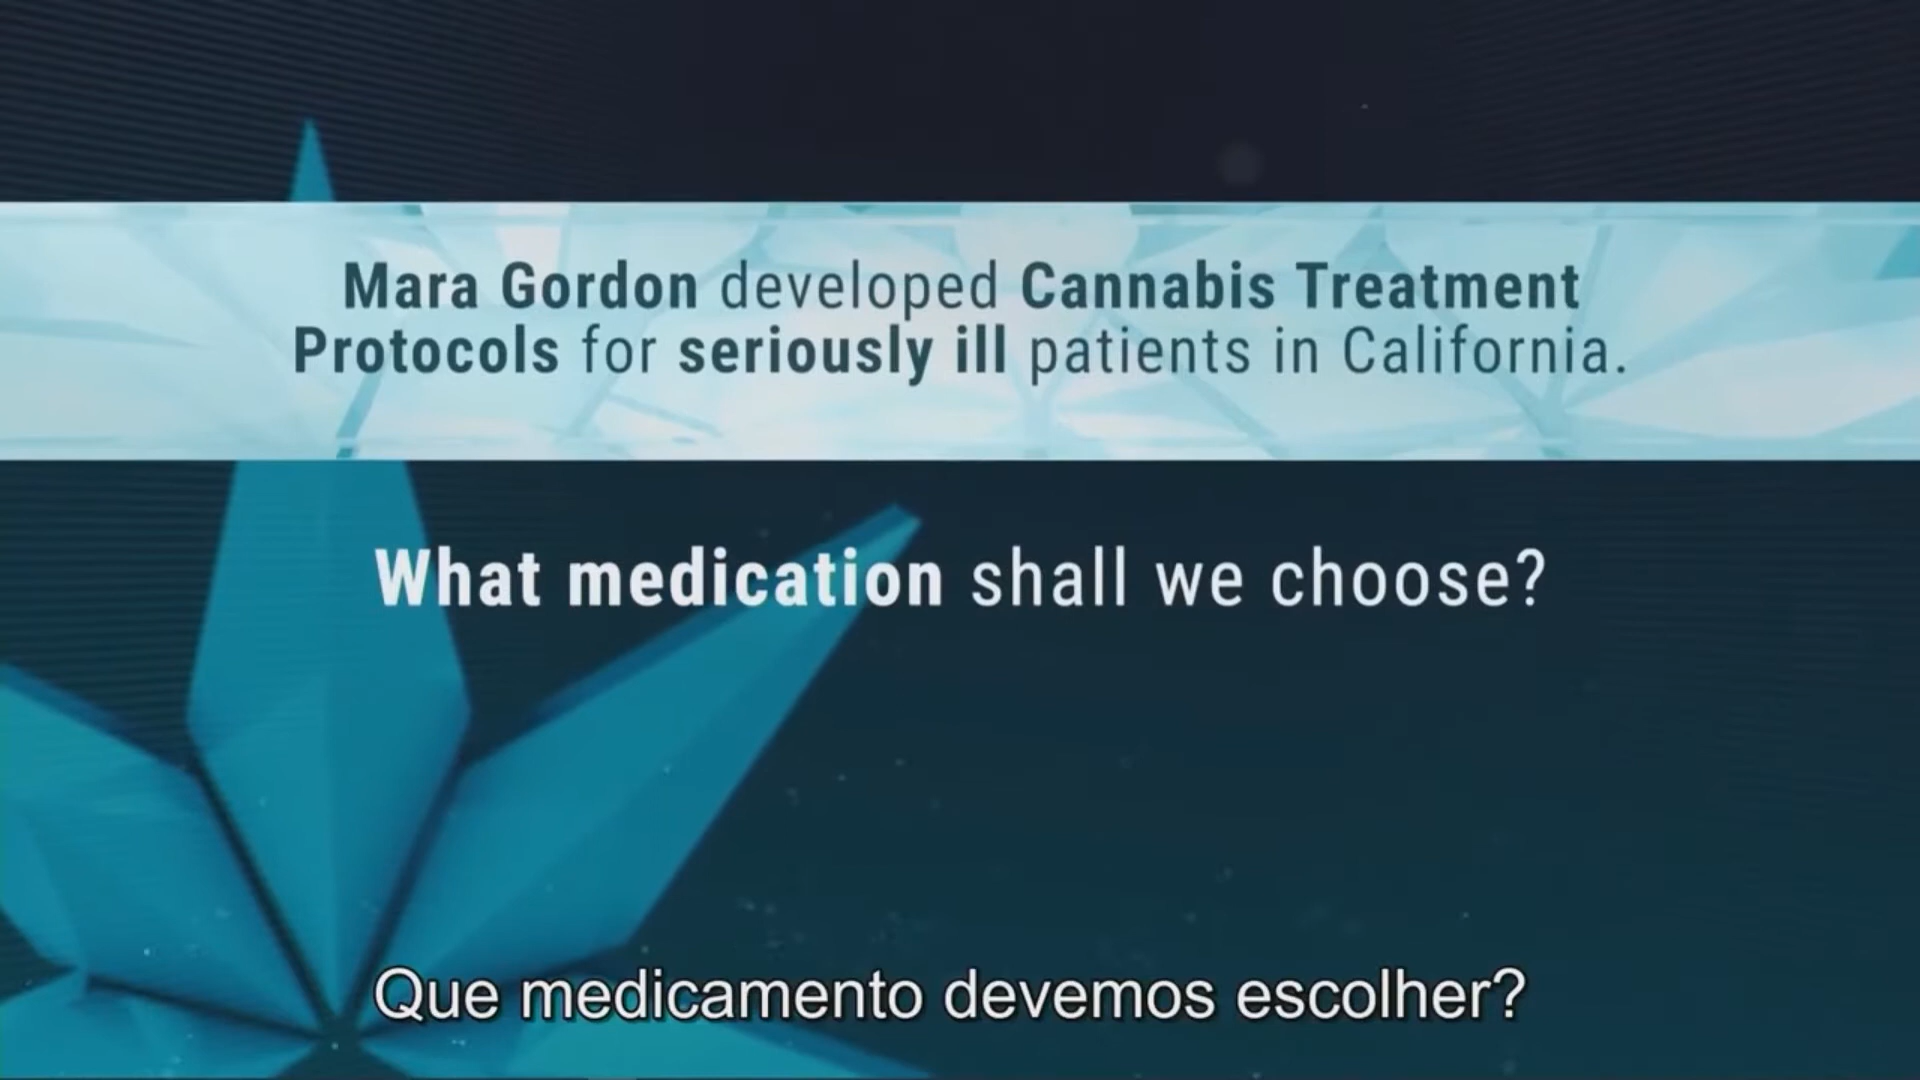 Mara Gordon developed Cannabis Treatment
Protocols for seriously ill patients in California.
What medication shall we choose?
Que medicamento devemos escolher?